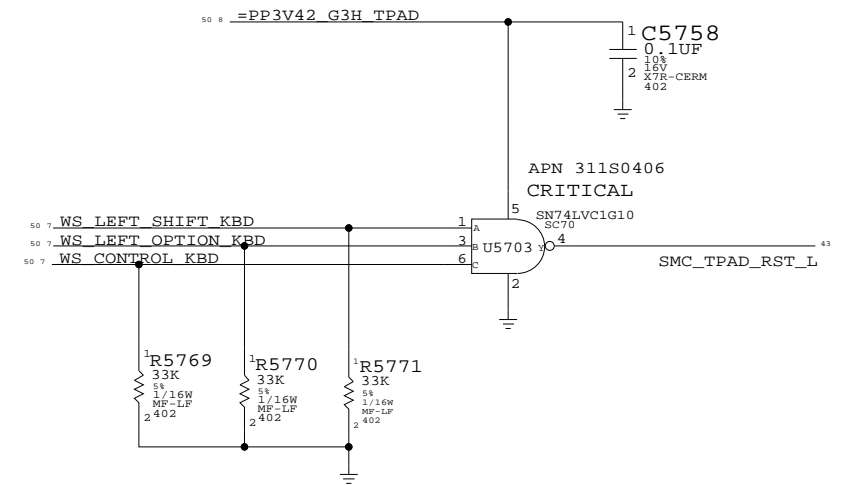 50 8 =PP3V42_G3H_TPAD
1 C5758
0.1UF
10%
16V
2 X7R-CERM
402
APN 311S0406
CRITICAL
5 SN74LVC1G10
SC70
50 7 WS_LEFT_SHIFT_KBD 1 A
50 7 WS_LEFT_OPTION_KBD 3 B U5703 Y 4 43
50 7 WS_CONTROL_KBD 6 C SMC_TPAD_RST_L
2
1 R5769
33K
5%
1/16W
MF-LF
2 402
1 R5770
33K
5%
1/16W
MF-LF
2 402
1 R5771
33K
5%
1/16W
MF-LF
2 402